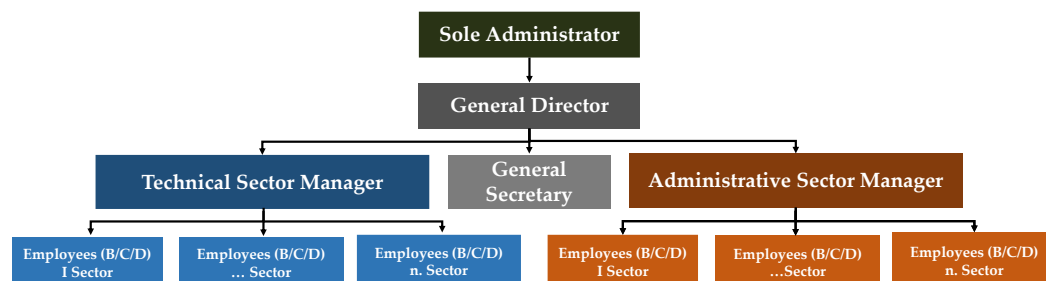 Sole Administrator
General Director
Technical Sector Manager
General
Secretary
Administrative Sector Manager
Employees (B/C/D)
I Sector
Employees (B/C/D)
... Sector
Employees (B/C/D)
n. Sector
Employees (B/C/D)
I Sector
Employees (B/C/D)
...Sector
Employees (B/C/D)
n. Sector